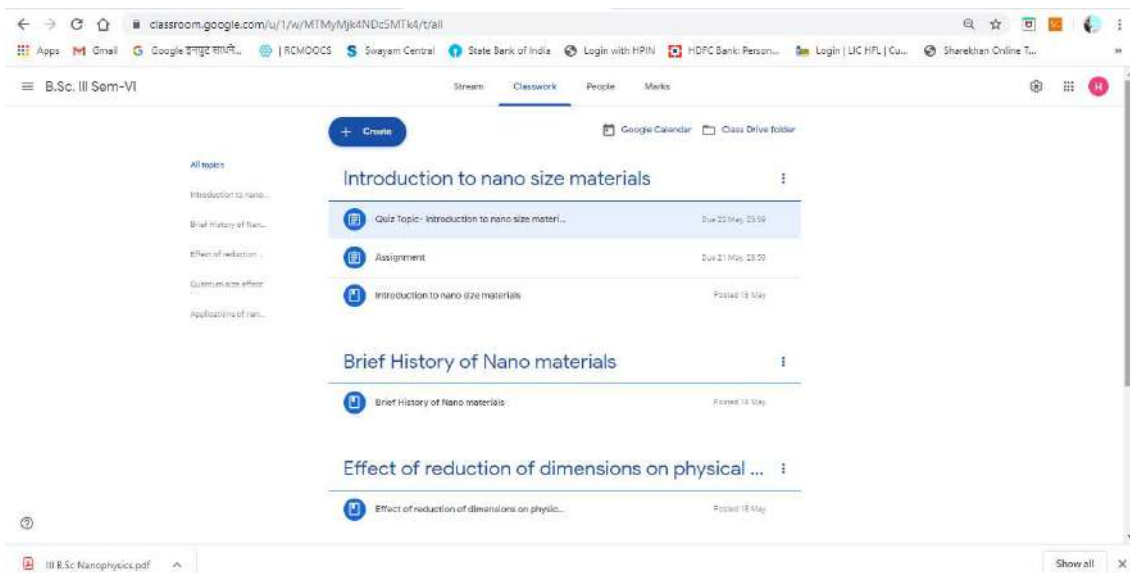 classroom.google.com/u/1/w/MTMyMjk4NDc5MTk4/t/all
Apps Gmail Google इनपुट साधने... | RCMOOCS Swayam Central State Bank of India Login with HPIN HDFC Bank: Person... Login | LIC HFL | Cu... Sharekhan Online T...
B.Sc. III Sem-VI Stream Classwork People Marks H
+ Create Google Calendar Class Drive folder
All topics
Introduction to nano...
Brief History of Nan...
Effect of reduction ...
Quantum size effect
Applications of nan...
Introduction to nano size materials
Quiz Topic- Introduction to nano size materi... Due 22 May, 23:59
Assignment Due 21 May, 23:59
Introduction to nano size materials Posted 18 May
Brief History of Nano materials
Brief History of Nano materials Posted 18 May
Effect of reduction of dimensions on physical ...
Effect of reduction of dimensions on physic... Posted 18 May
III B.Sc Nanophysics.pdf Show all